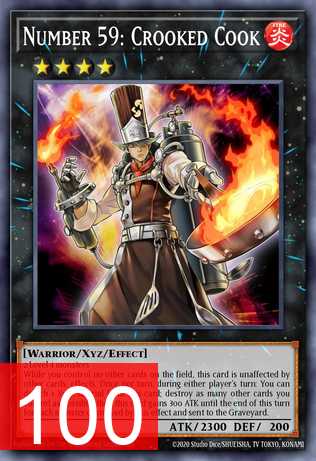 NUMBER 59: CROOKED COOK
FIRE
炎
[WARRIOR/XYZ/EFFECT]
2 Level 4 monsters
While you control no other cards on the field, this card is unaffected by
other cards' effects. Once per turn, during either player's turn: You can
card; destroy as many other cards you
gains 300 ATK until the end of this turn
effect and sent to the Graveyard.
ATK/2300 DEF/ 200
100
©2020 Studio Dice/SHUEISHA, TV TOKYO, KONAMI